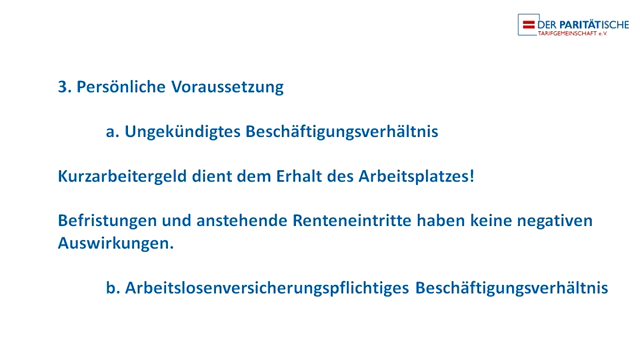 DER PARITÄTISCHE
TARIFGEMEINSCHAFT e.V.
3. Persönliche Voraussetzung
a. Ungekündigtes Beschäftigungsverhältnis
Kurzarbeitergeld dient dem Erhalt des Arbeitsplatzes!
Befristungen und anstehende Renteneintritte haben keine negativen
Auswirkungen.
b. Arbeitslosenversicherungspflichtiges Beschäftigungsverhältnis